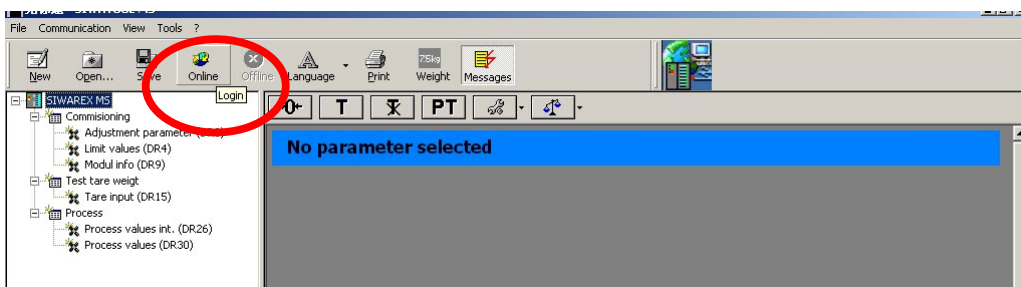 File Communication View Tools ?
New Open... Save Online Offline Language Print Weight Messages
7.5kg
Login
SIWAREX MS
Commisioning
Adjustment parameter
Limit values (DR4)
Modul info (DR9)
Test tare weigt
Tare input (DR15)
Process
Process values int. (DR26)
Process values (DR30)
T PT
No parameter selected